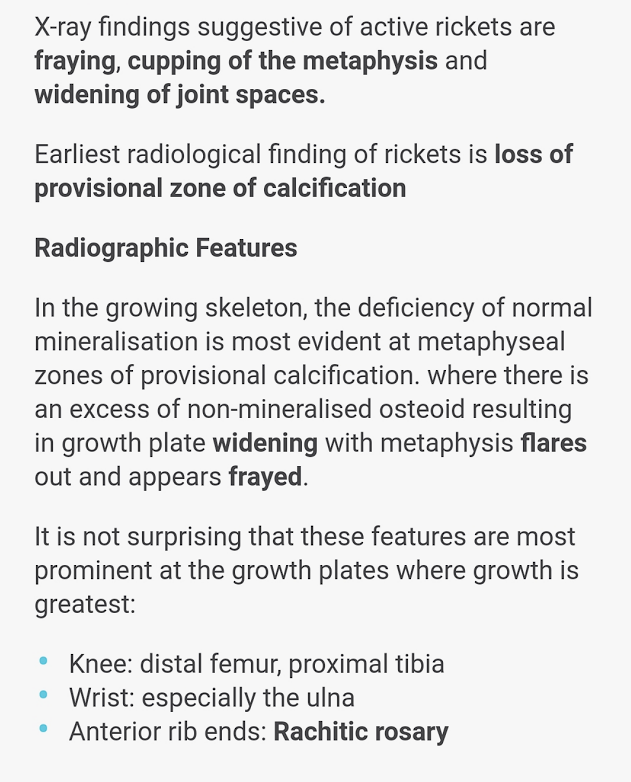 X-ray findings suggestive of active rickets are
fraying, cupping of the metaphysis and
widening of joint spaces.
Earliest radiological finding of rickets is loss of
provisional zone of calcification
Radiographic Features
In the growing skeleton, the deficiency of normal
mineralisation is most evident at metaphyseal
zones of provisional calcification. where there is
an excess of non-mineralised osteoid resulting
in growth plate widening with metaphysis flares
out and appears frayed.
It is not surprising that these features are most
prominent at the growth plates where growth is
greatest:
• Knee: distal femur, proximal tibia
• Wrist: especially the ulna
• Anterior rib ends: Rachitic rosary